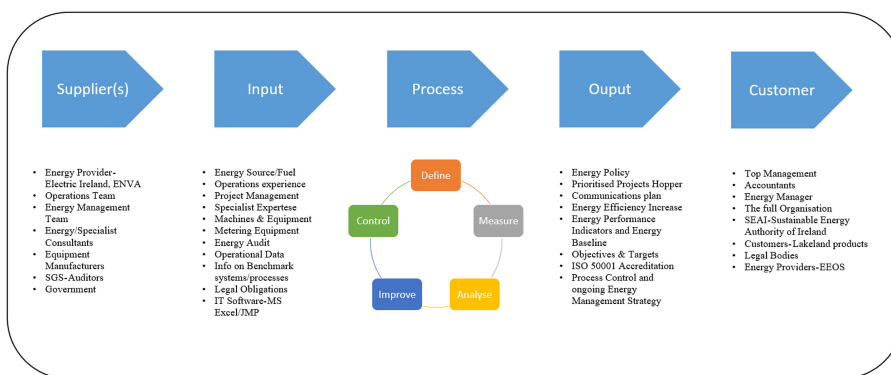 Supplier(s)
Input
Process
Ouput
Customer
• Energy Provider-
Electric Ireland, ENVA
• Operations Team
• Energy Management
Team
• Energy/Specialist
Consultants
• Equipment
Manufacturers
• SGS-Auditors
• Government
• Energy Source/Fuel
• Operations experience
• Project Management
• Specialist Expertese
• Machines & Equipment
• Metering Equipment
• Energy Audit
• Operational Data
• Info on Benchmark
systems/processes
• Legal Obligations
• IT Software-MS
Excel/JMP
Define
Measure
Analyse
Improve
Control
• Energy Policy
• Prioritised Projects Hopper
• Communications plan
• Energy Efficiency Increase
• Energy Performance
Indicators and Energy
Baseline
• Objectives & Targets
• ISO 50001 Accreditation
• Process Control and
ongoing Energy
Management Strategy
• Top Management
• Accountants
• Energy Manager
• The full Organisation
• SEAI-Sustainable Energy
Authority of Ireland
• Customers-Lakeland products
• Legal Bodies
• Energy Providers-EEOS